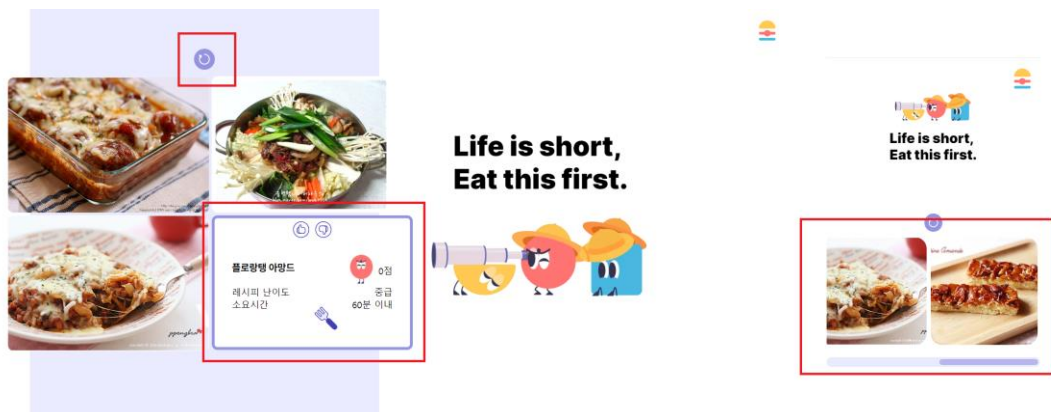 플로랑탱 아망드
0점
레시피 난이도 중급
소요시간 60분 이내
Life is short,
Eat this first.
Life is short,
Eat this first.